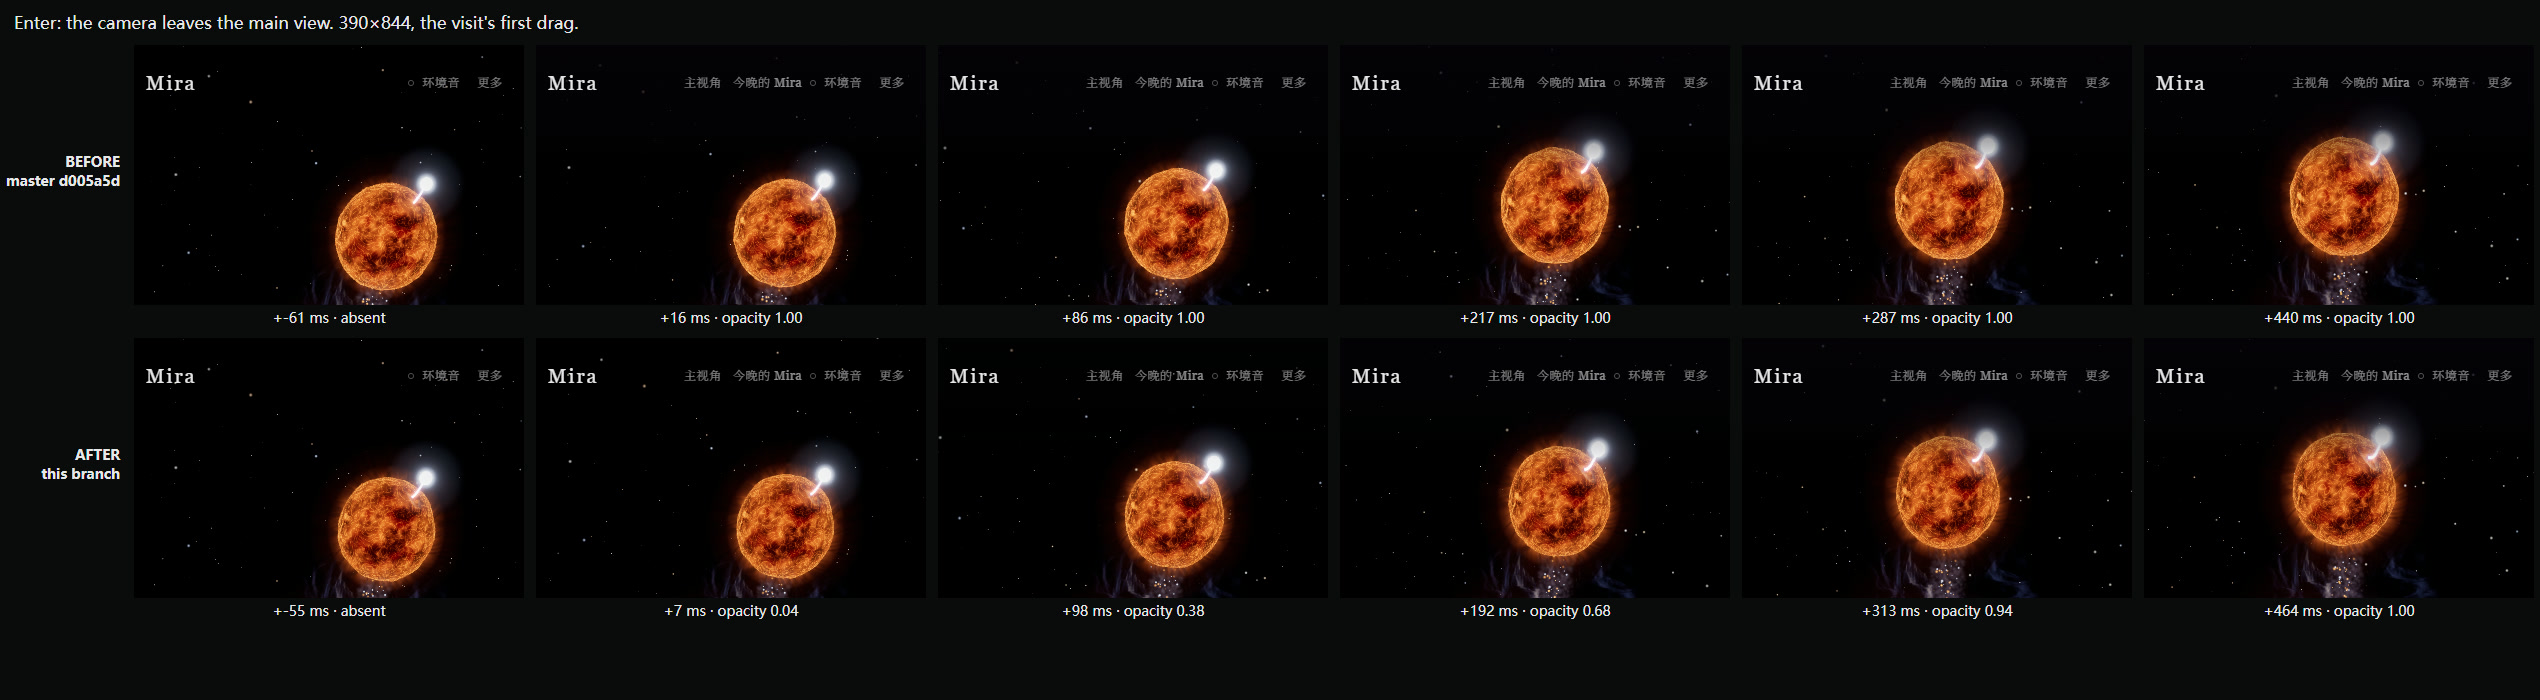 Enter: the camera leaves the main view. 390×844, the visit's first drag.
BEFORE
master d005a5d
Mira ○ 环境音 更多
Mira 主视角 今晚的 Mira ○ 环境音 更多
Mira 主视角 今晚的 Mira ○ 环境音 更多
Mira 主视角 今晚的 Mira ○ 环境音 更多
Mira 主视角 今晚的 Mira ○ 环境音 更多
Mira 主视角 今晚的 Mira ○ 环境音 更多
+-61 ms · absent
+16 ms · opacity 1.00
+86 ms · opacity 1.00
+217 ms · opacity 1.00
+287 ms · opacity 1.00
+440 ms · opacity 1.00
AFTER
this branch
Mira ○ 环境音 更多
Mira 主视角 今晚的 Mira ○ 环境音 更多
Mira 主视角 今晚的 Mira ○ 环境音 更多
Mira 主视角 今晚的 Mira ○ 环境音 更多
Mira 主视角 今晚的 Mira ○ 环境音 更多
Mira 主视角 今晚的 Mira ○ 环境音 更多
+-55 ms · absent
+7 ms · opacity 0.04
+98 ms · opacity 0.38
+192 ms · opacity 0.68
+313 ms · opacity 0.94
+464 ms · opacity 1.00